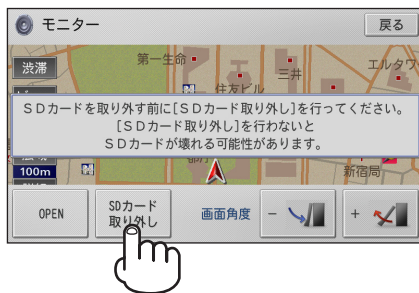 モニター
戻る
渋滞
第一生命
三井
エルタワ
住友ビル
SDカードを取り外す前に[SDカード取り外し]を行ってください。
[SDカード取り外し]を行わないと
SDカードが壊れる可能性があります。
都庁
100m
新宿局
OPEN
SDカード
取り外し
画面角度
-
+